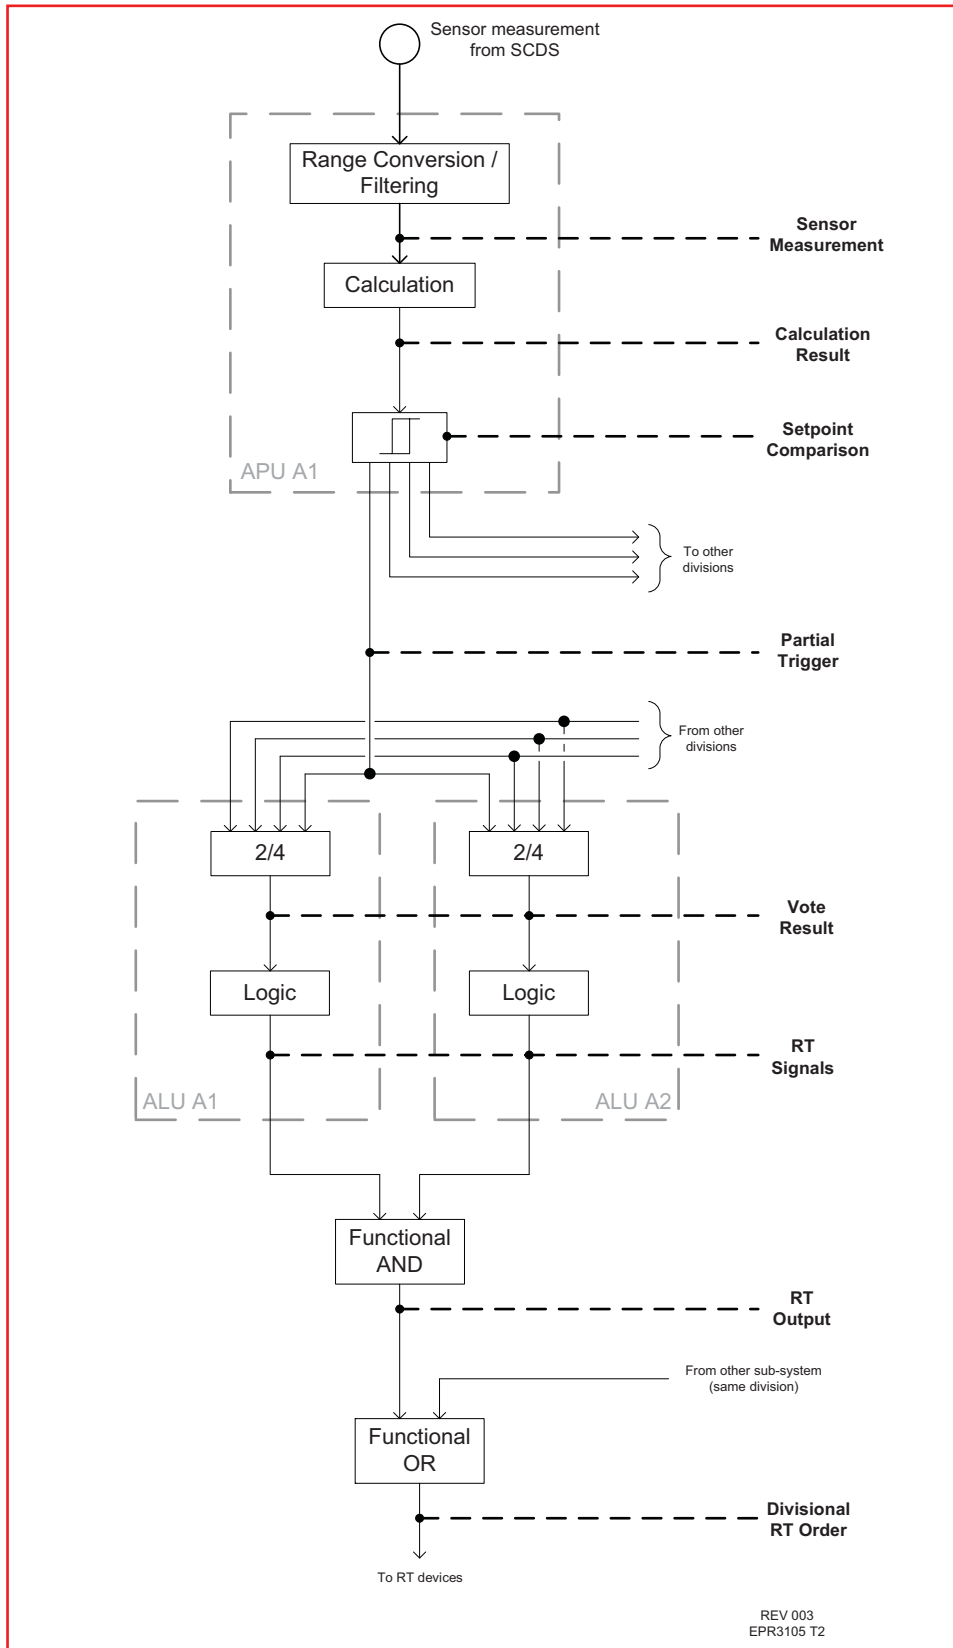 Sensor measurement
from SCDS
Range Conversion /
Filtering
Sensor
Measurement
Calculation
Calculation
Result
Setpoint
Comparison
APU A1
To other
divisions
Partial
Trigger
From other
divisions
2/4
2/4
Vote
Result
Logic
Logic
RT
Signals
ALU A1
ALU A2
Functional
AND
RT
Output
From other sub-system
(same division)
Functional
OR
Divisional
RT Order
To RT devices
REV 003
EPR3105 T2